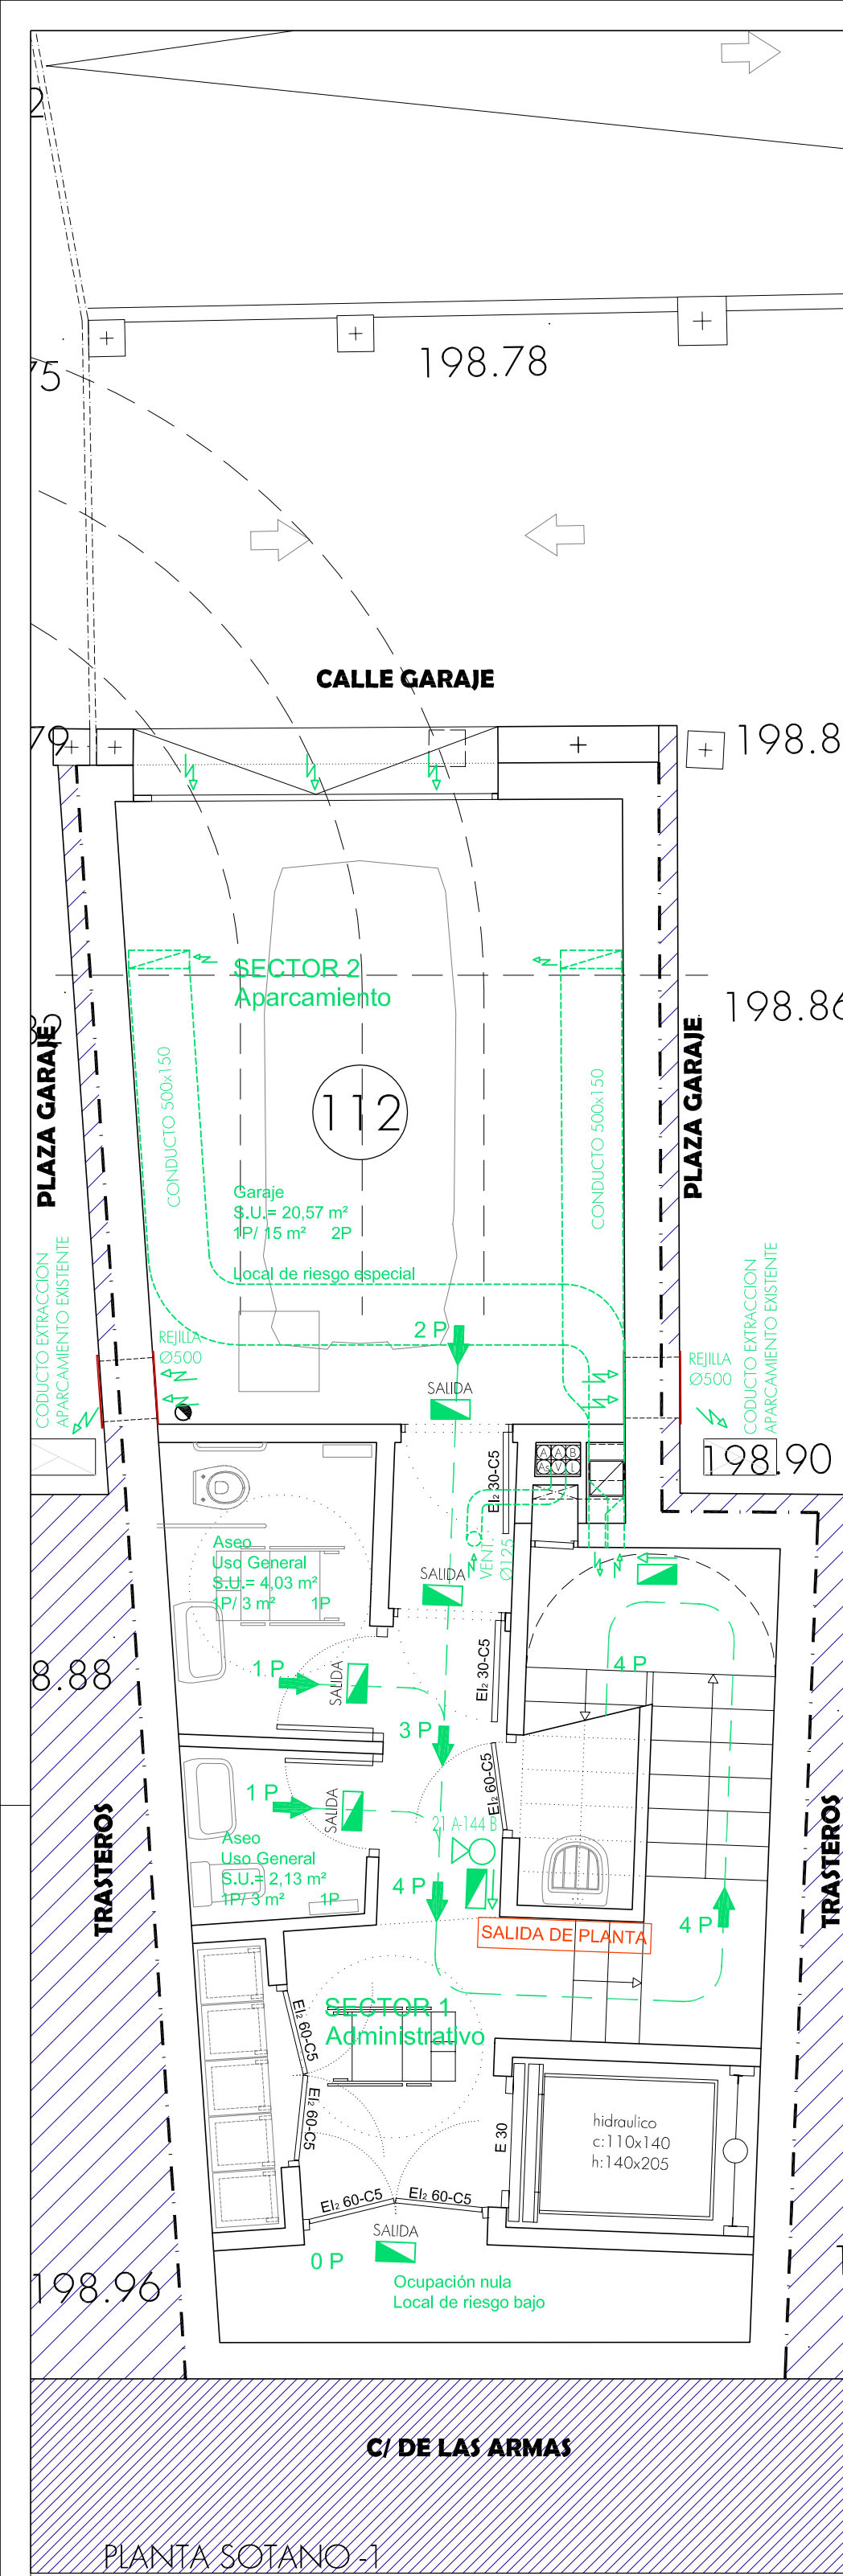 198.78
CALLE GARAJE
79
198.8
SECTOR 2
Aparcamiento
198.86
PLAZA GARAJE
PLAZA GARAJE
CONDUCTO 500x150
CONDUCTO 500x150
112
Garaje
S.U.= 20,57 m²
1P/ 15 m² 2P
Local de riesgo especial
CODUCTO EXTRACCION
APARCAMIENTO EXISTENTE
CODUCTO EXTRACCION
APARCAMIENTO EXISTENTE
2 P
REJILLA
Ø500
REJILLA
Ø500
SALIDA
198.90
A A B
As V L
EI₂ 30-C5
Aseo
Uso General
S.U.= 4,03 m²
1P/ 3 m² 1P
VENT.
Ø125
SALIDA
8.88
1 P
SALIDA
EI₂ 30-C5
4 P
3 P
EI₂ 60-C5
1 P
SALIDA
21 A-144 B
Aseo
Uso General
S.U.= 2,13 m²
1P/ 3 m² 1P
4 P
4 P
TRASTEROS
TRASTEROS
SALIDA DE PLANTA
SECTOR 1
Administrativo
EI₂ 60-C5
EI₂ 60-C5
E 30
hidraulico
c:110x140
h:140x205
EI₂ 60-C5
EI₂ 60-C5
SALIDA
0 P
198.96
Ocupación nula
Local de riesgo bajo
C/ DE LAS ARMAS
PLANTA SOTANO -1